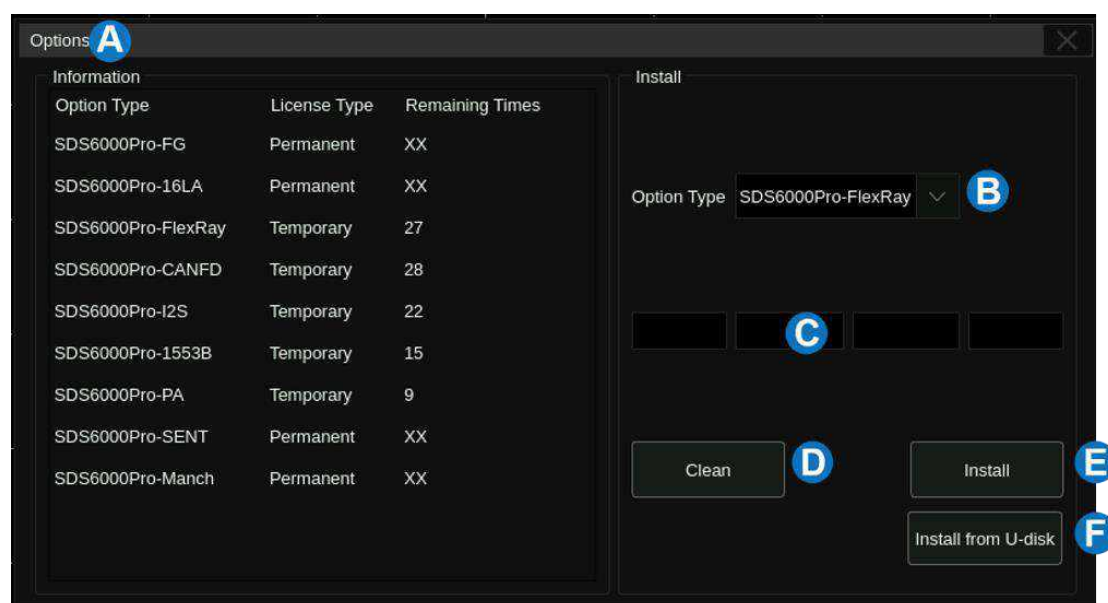 Options A
Information
Option Type License Type Remaining Times
SDS6000Pro-FG Permanent XX
SDS6000Pro-16LA Permanent XX
SDS6000Pro-FlexRay Temporary 27
SDS6000Pro-CANFD Temporary 28
SDS6000Pro-I2S Temporary 22
SDS6000Pro-1553B Temporary 15
SDS6000Pro-PA Temporary 9
SDS6000Pro-SENT Permanent XX
SDS6000Pro-Manch Permanent XX
Install
Option Type SDS6000Pro-FlexRay B
C
Clean D Install E
Install from U-disk F